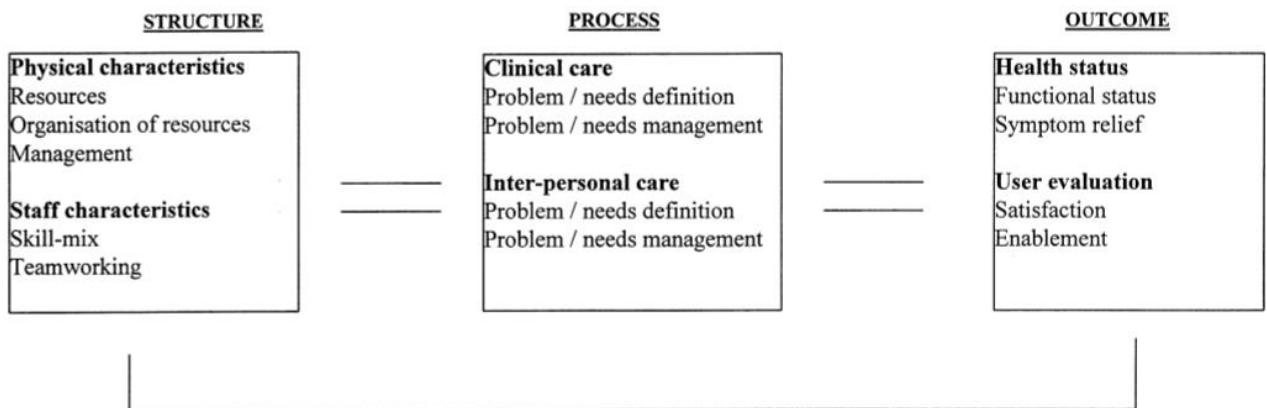 STRUCTURE
Physical characteristics
Resources
Organisation of resources
Management
Staff characteristics
Skill-mix
Teamworking
PROCESS
Clinical care
Problem / needs definition
Problem / needs management
Inter-personal care
Problem / needs definition
Problem / needs management
OUTCOME
Health status
Functional status
Symptom relief
User evaluation
Satisfaction
Enablement